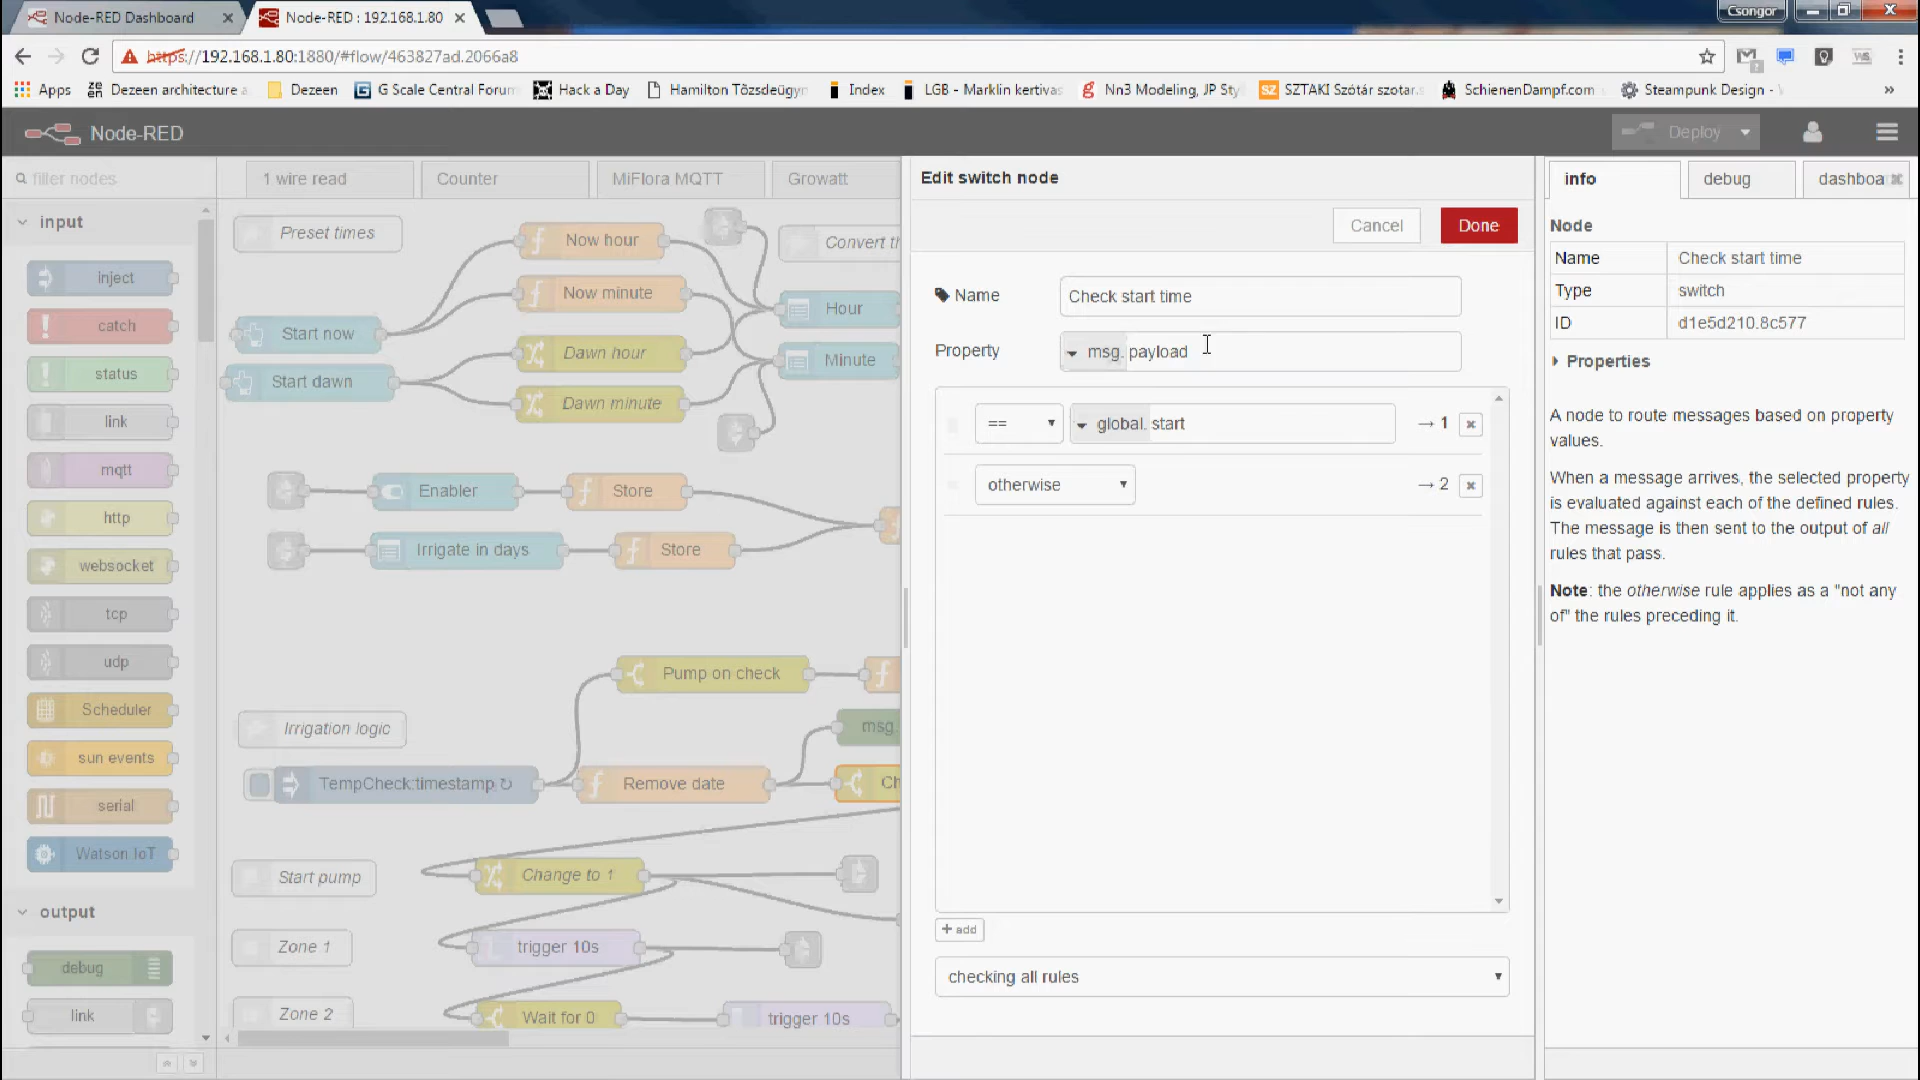 Node-RED Dashboard
Node-RED : 192.168.1.80
Csongor
https://192.168.1.80:1880/#flow/463827ad.2066a8
Apps
Dezeen architecture a
Dezeen
G Scale Central Forum
Hack a Day
Hamilton Tőzsdeügyn
Index
LGB - Marklin kertivas
Nn3 Modeling, JP Sty
SZTAKI Szótár szotar.s
SchienenDampf.com
Steampunk Design -
»
Node-RED
Deploy
filler nodes
1 wire read
Counter
MiFlora MQTT
Growatt
input
inject
catch
status
link
mqtt
http
websocket
tcp
udp
Scheduler
sun events
serial
Watson IoT
output
debug
link
Preset times
Now hour
Convert th
Now minute
Start now
Hour
Dawn hour
Minute
Start dawn
Dawn minute
Enabler
Store
Irrigate in days
Store
Pump on check
Irrigation logic
msg.
TempCheck:timestamp ↻
Remove date
Ch
Start pump
Change to 1
Zone 1
trigger 10s
Zone 2
Wait for 0
trigger 10s
Edit switch node
Cancel
Done
Name
Check start time
Property
msg. payload
==
global. start
→ 1
otherwise
→ 2
+ add
checking all rules
info
debug
dashboa
Node
Name
Check start time
Type
switch
ID
d1e5d210.8c577
Properties
A node to route messages based on property
values.
When a message arrives, the selected property
is evaluated against each of the defined rules.
The message is then sent to the output of all
rules that pass.
Note: the otherwise rule applies as a "not any
of" the rules preceding it.